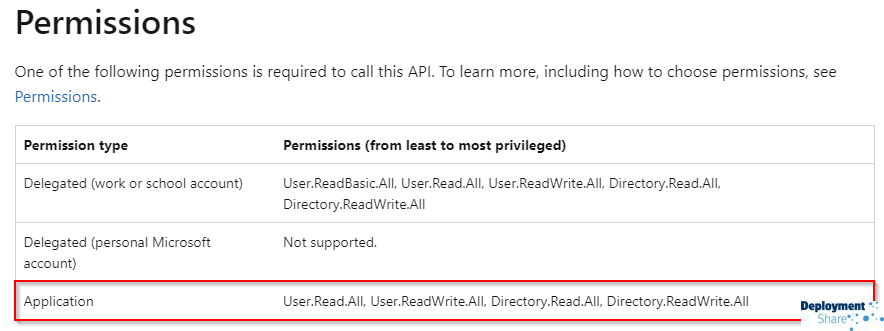 Permissions
One of the following permissions is required to call this API. To learn more, including how to choose permissions, see
Permissions.
Permission type Permissions (from least to most privileged)
Delegated (work or school account) User.ReadBasic.All, User.Read.All, User.ReadWrite.All, Directory.Read.All,
Directory.ReadWrite.All
Delegated (personal Microsoft Not supported.
account)
Application User.Read.All, User.ReadWrite.All, Directory.Read.All, Directory.ReadWrite.All
Deployment
Share